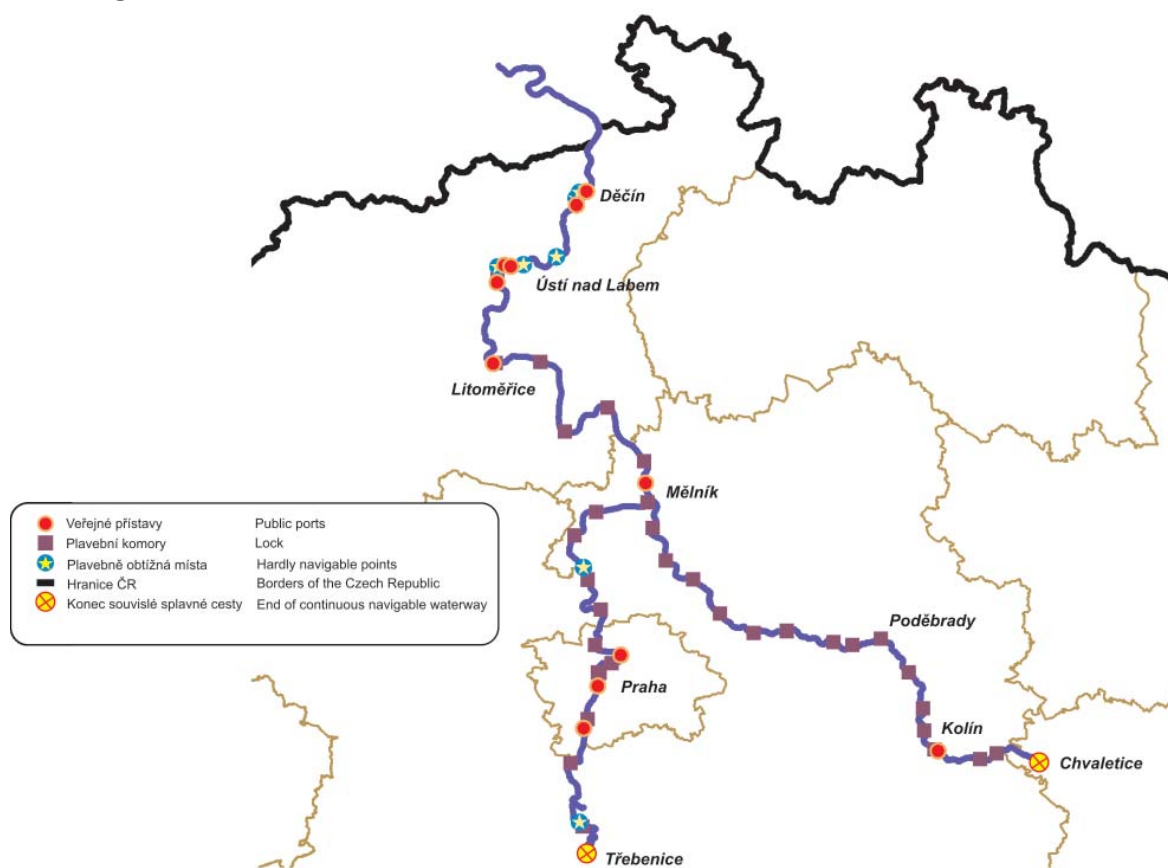 Děčín
Ústí nad Labem
Litoměřice
Mělník
Veřejné přístavy Public ports
Plavební komory Lock
Plavebně obtížná místa Hardly navigable points
Hranice ČR Borders of the Czech Republic
Konec souvislé splavné cesty End of continuous navigable waterway
Poděbrady
Praha
Kolín
Chvaletice
Třebenice